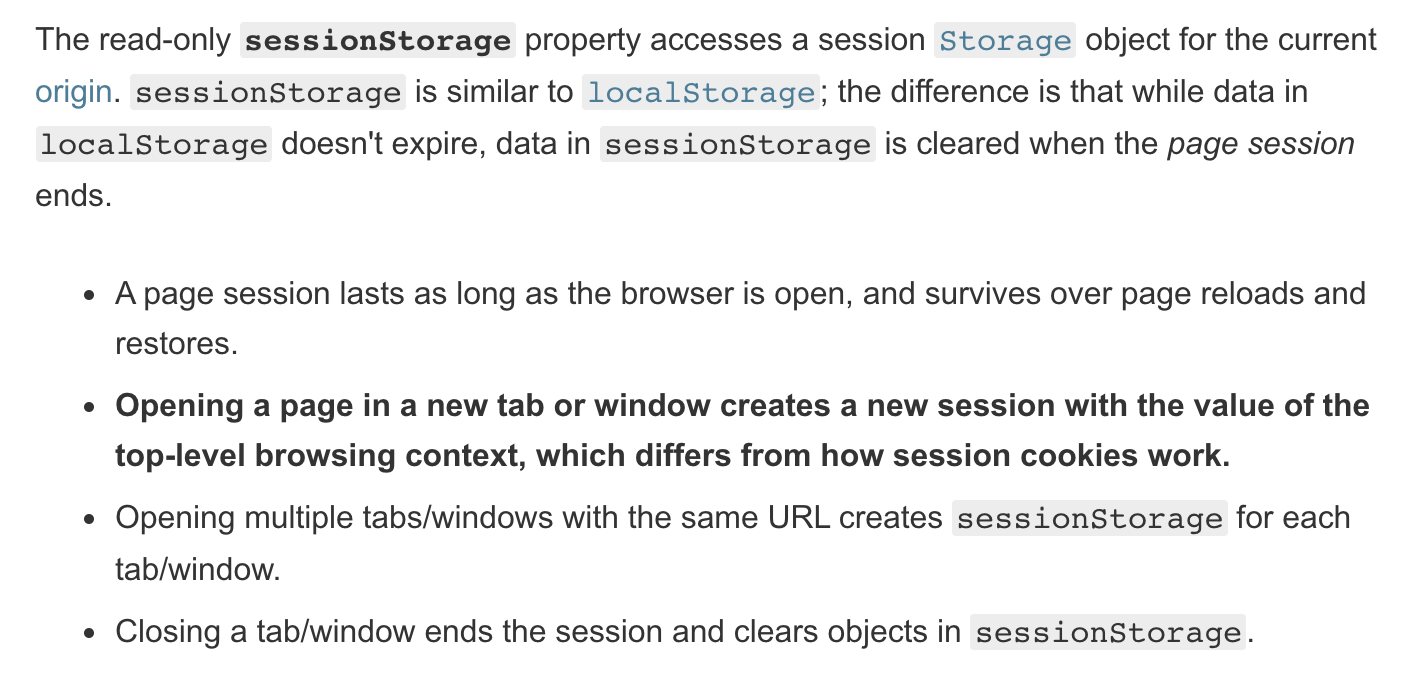 The read-only sessionStorage property accesses a session Storage object for the current
origin. sessionStorage is similar to localStorage; the difference is that while data in
localStorage doesn't expire, data in sessionStorage is cleared when the page session
ends.
• A page session lasts as long as the browser is open, and survives over page reloads and
restores.
• Opening a page in a new tab or window creates a new session with the value of the
top-level browsing context, which differs from how session cookies work.
• Opening multiple tabs/windows with the same URL creates sessionStorage for each
tab/window.
• Closing a tab/window ends the session and clears objects in sessionStorage.